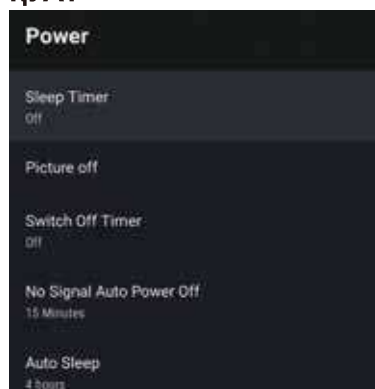 Power
Sleep Timer
Off
Picture off
Switch Off Timer
Off
No Signal Auto Power Off
15 Minutes
Auto Sleep
4 hours